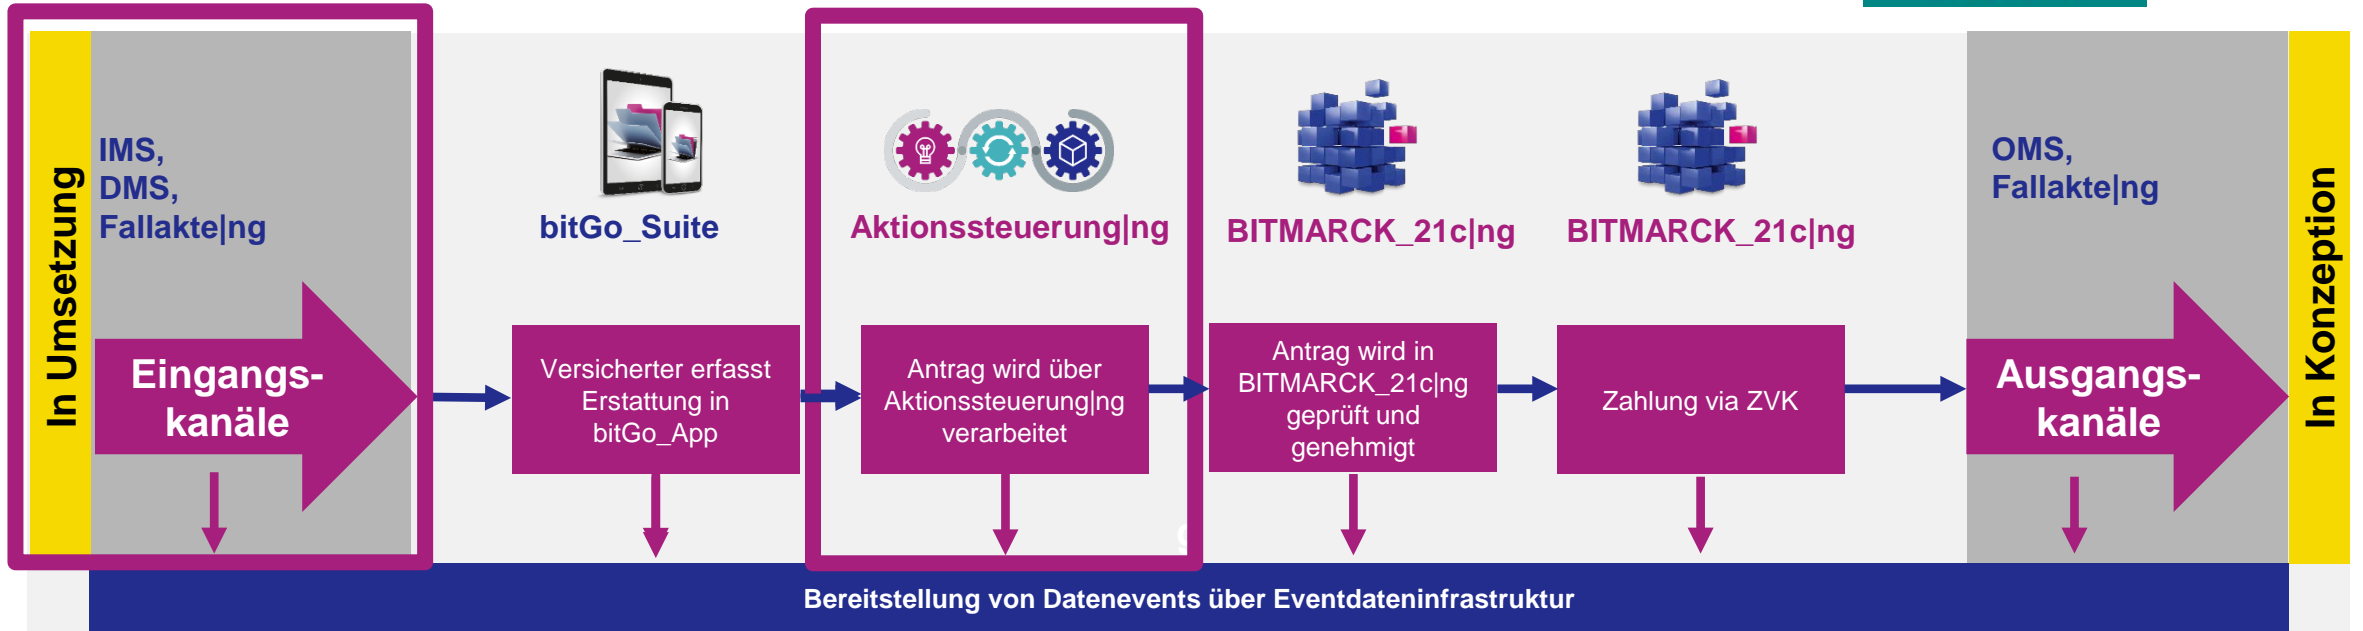 In Umsetzung
IMS,
DMS,
Fallakte|ng
Eingangs-
kanäle
bitGo_Suite
Versicherter erfasst
Erstattung in
bitGo_App
Aktionssteuerung|ng
Antrag wird über
Aktionssteuerung|ng
verarbeitet
BITMARCK_21c|ng
Antrag wird in
BITMARCK_21c|ng
geprüft und
genehmigt
BITMARCK_21c|ng
Zahlung via ZVK
OMS,
Fallakte|ng
Ausgangs-
kanäle
In Konzeption
Bereitstellung von Datenevents über Eventdateninfrastruktur